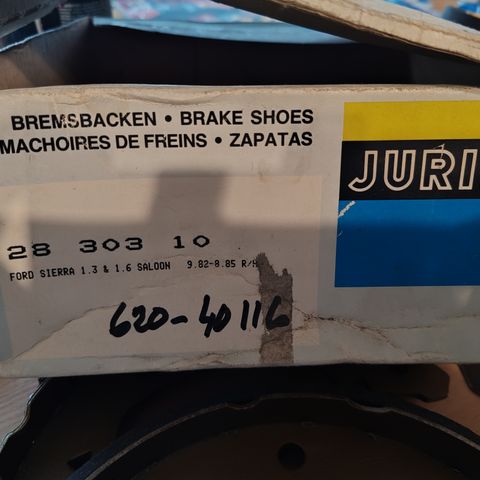 BREMSBACKEN • BRAKE SHOES
MACHOIRES DE FREINS • ZAPATAS
JURI
28 303 10
FORD SIERRA 1.3 & 1.6 SALOON 9.82-8.85 R/H
620-40116